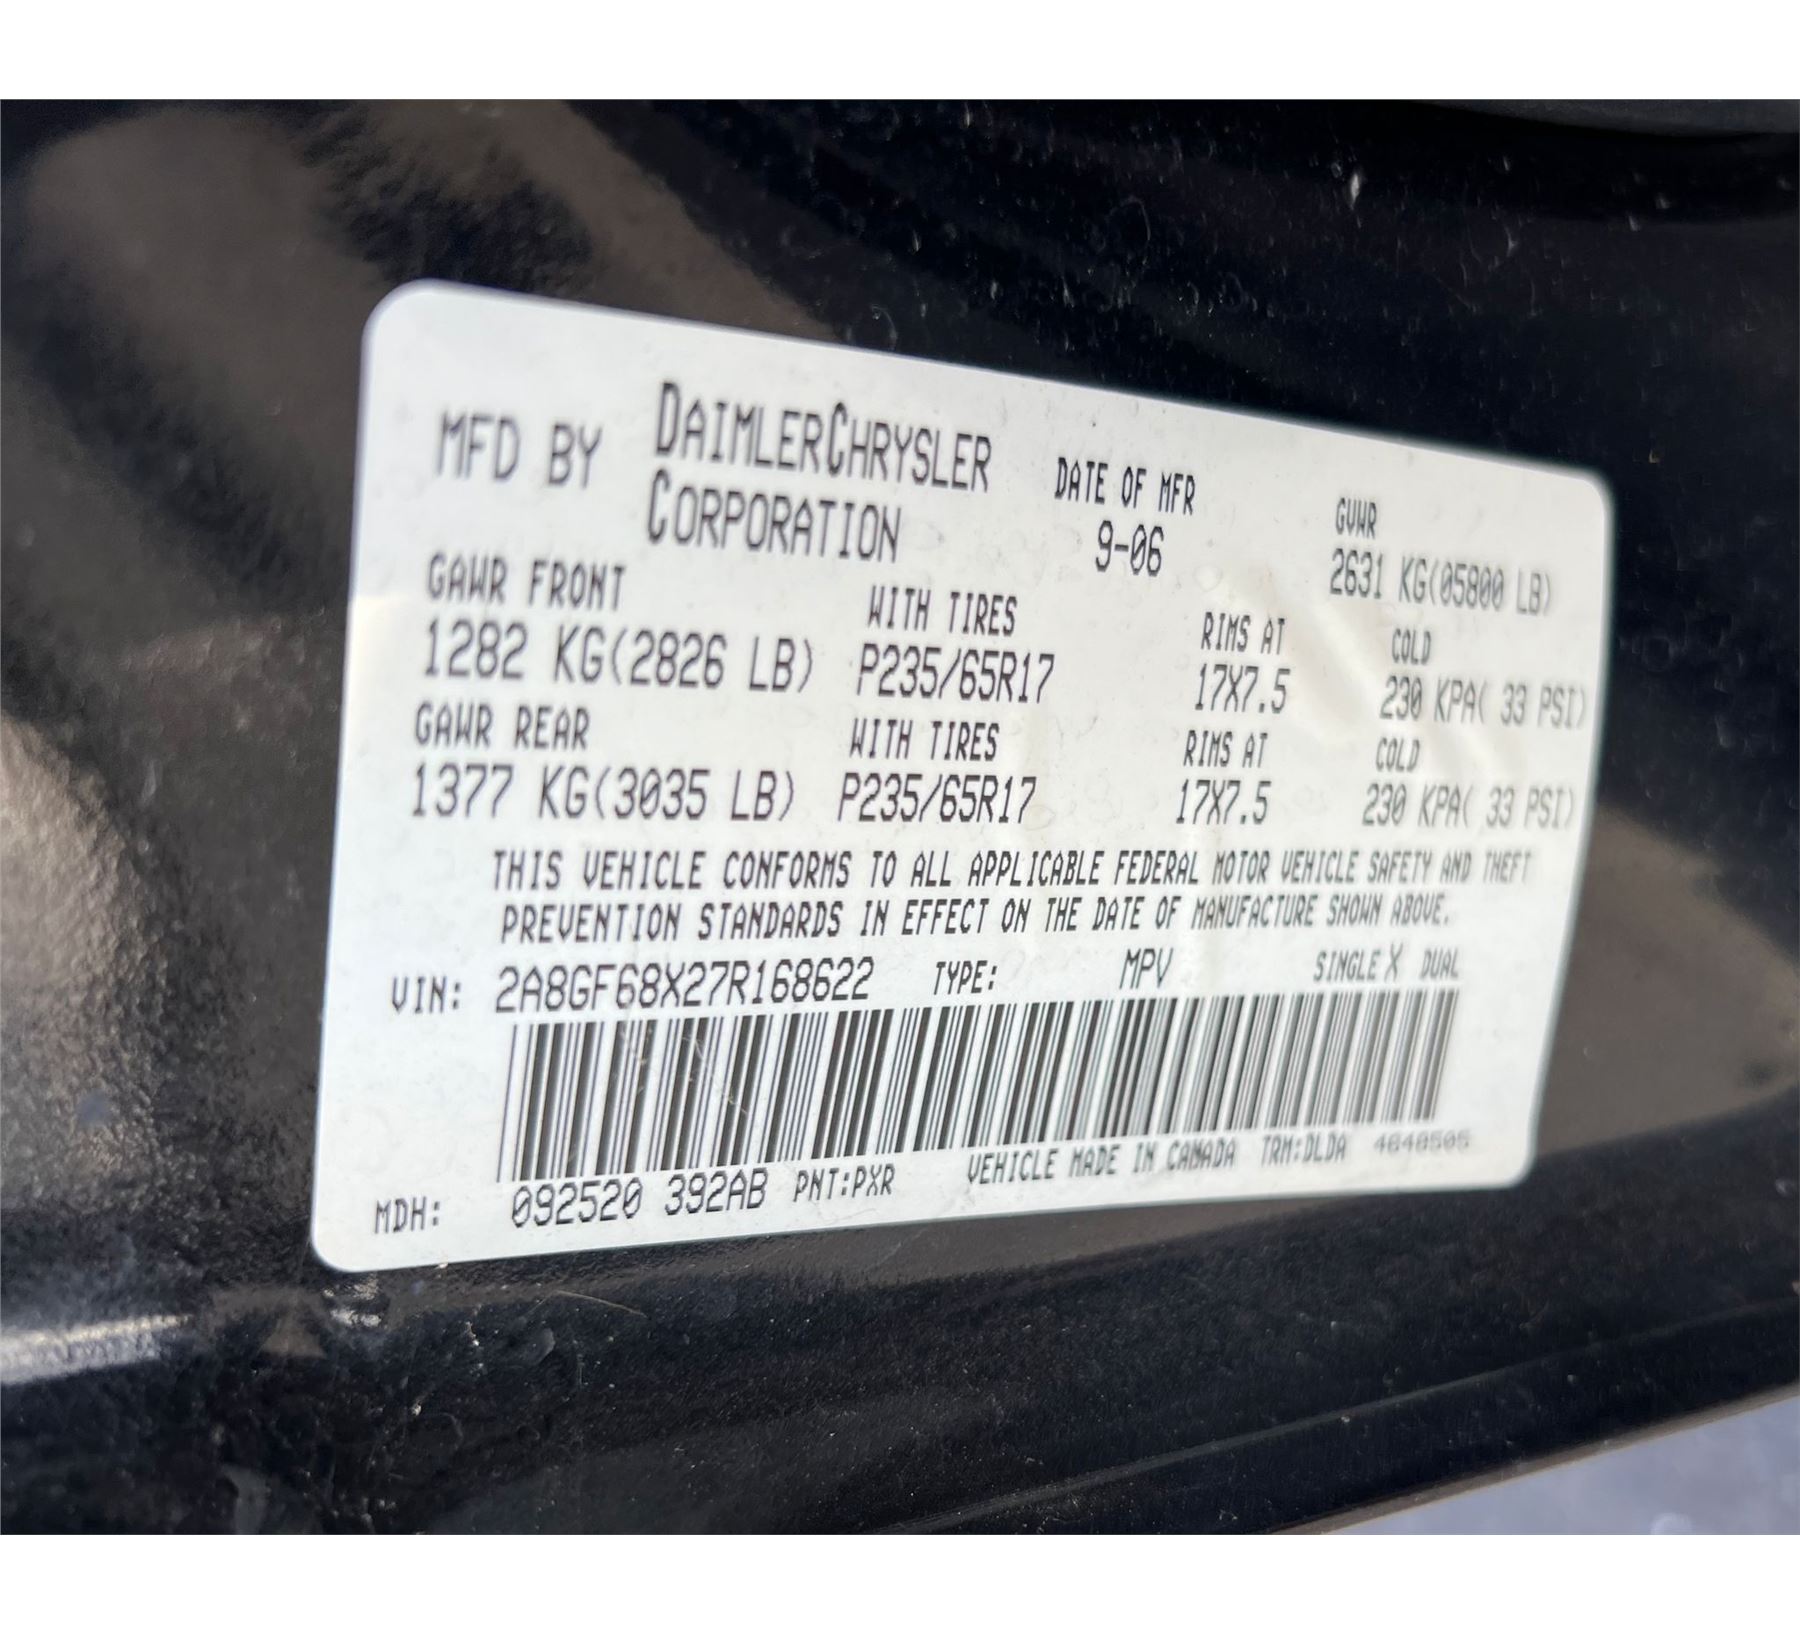 MFD BY DAIMLERCHRYSLER CORPORATION
DATE OF MFR
9-06
GVWR
2631 KG(05800 LB)
GAWR FRONT WITH TIRES RIMS AT COLD
1282 KG(2826 LB) P235/65R17 17X7.5 230 KPA( 33 PSI)
GAWR REAR WITH TIRES RIMS AT COLD
1377 KG(3035 LB) P235/65R17 17X7.5 230 KPA( 33 PSI)
THIS VEHICLE CONFORMS TO ALL APPLICABLE FEDERAL MOTOR VEHICLE SAFETY AND THEFT
PREVENTION STANDARDS IN EFFECT ON THE DATE OF MANUFACTURE SHOWN ABOVE.
VIN: 2A8GF68X27R168622 TYPE: MPV SINGLE X DUAL
MDH: 092520 392AB PNT:PXR VEHICLE MADE IN CANADA TRM:DLDA 4648505